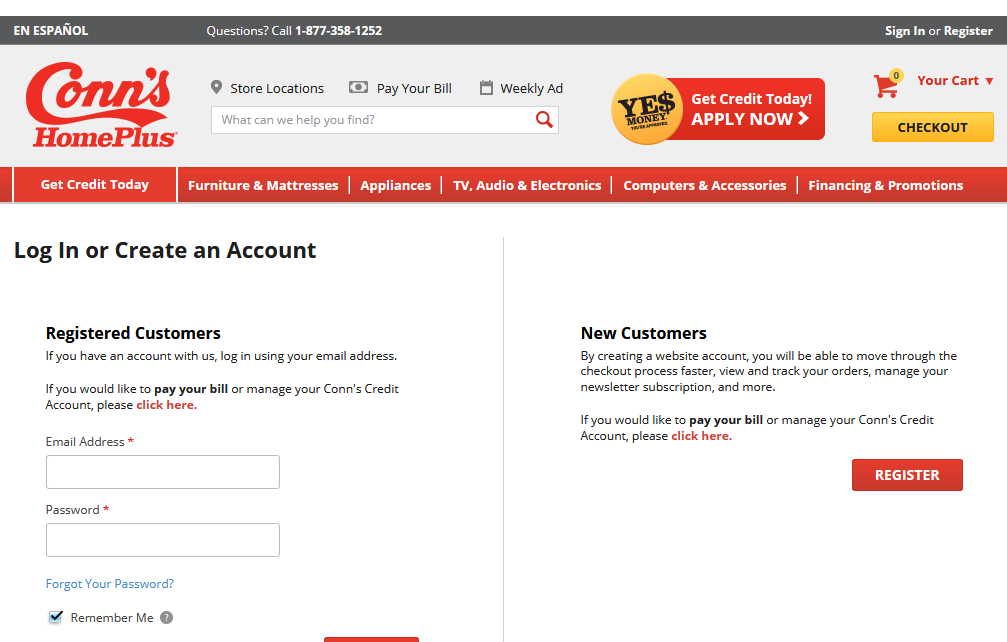 EN ESPAÑOL
Questions? Call 1-877-358-1252
Sign In or Register
Conn's
HomePlus
Store Locations
Pay Your Bill
Weekly Ad
What can we help you find?
YE$
MONEY
YOU'RE APPROVED.
Get Credit Today!
APPLY NOW
0
Your Cart
CHECKOUT
Get Credit Today
Furniture & Mattresses
Appliances
TV, Audio & Electronics
Computers & Accessories
Financing & Promotions
Log In or Create an Account
Registered Customers
If you have an account with us, log in using your email address.
If you would like to pay your bill or manage your Conn's Credit
Account, please click here.
Email Address *
Password *
Forgot Your Password?
Remember Me ?
New Customers
By creating a website account, you will be able to move through the
checkout process faster, view and track your orders, manage your
newsletter subscription, and more.
If you would like to pay your bill or manage your Conn's Credit
Account, please click here.
REGISTER